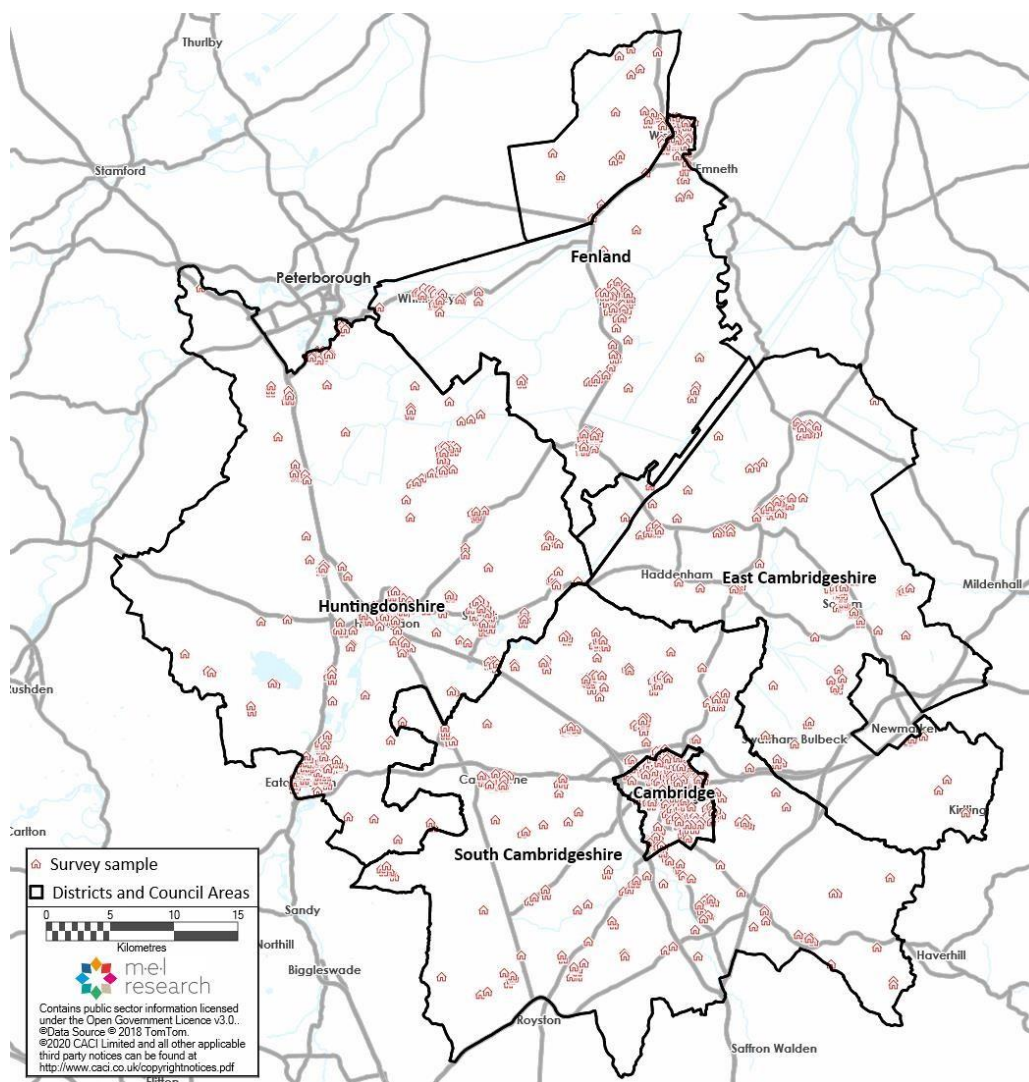 Thurlby
Stamford
Emneth
Fenland
Peterborough
Haddenham
East Cambridgeshire
Mildenhall
Huntingdonshire
Newmarket
Cambridge
South Cambridgeshire
Survey sample
Districts and Council Areas
0 5 10 15
Kilometres
m·e·l
research
Contains public sector information licensed
under the Open Government Licence v3.0..
©Data Source © 2018 TomTom.
©2020 CACI Limited and all other applicable
third party notices can be found at
http://www.caci.co.uk/copyrightnotices.pdf
Sandy
Northill
Biggleswade
Royston
Haverhill
Saffron Walden